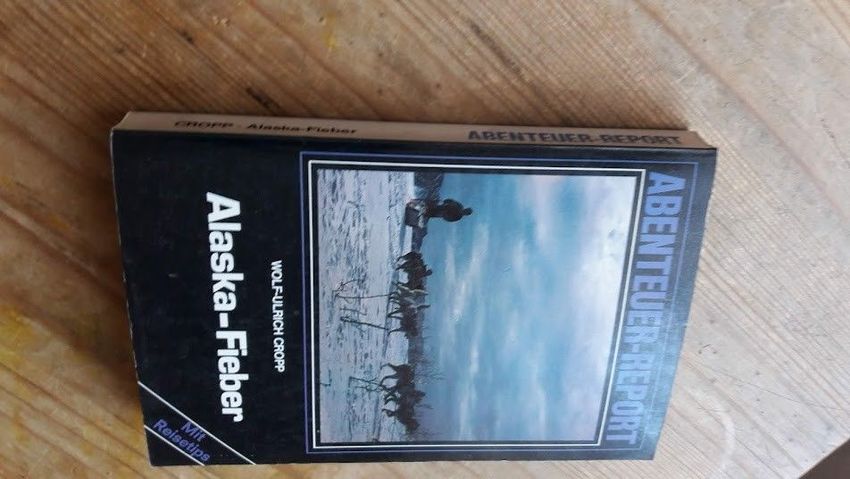 CROPP · Alaska-Fieber
ABENTEUER-REPORT
ABENTEUER-REPORT
WOLF-ULRICH CROPP
Alaska-Fieber
Mit
Reisetips